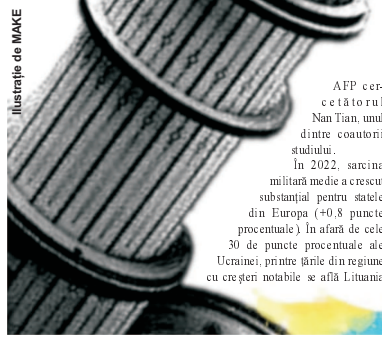 Ilustrație de MAKE
AFP cer-
cetătorul
Nan Tian, unul
dintre coautorii
studiului.
În 2022, sarcina
militară medie a crescut
substanțial pentru statele
din Europa (+0,8 puncte
procentuale). În afară de cele
30 de puncte procentuale ale
Ucrainei, printre țările din regiune
cu creșteri notabile se află Lituania